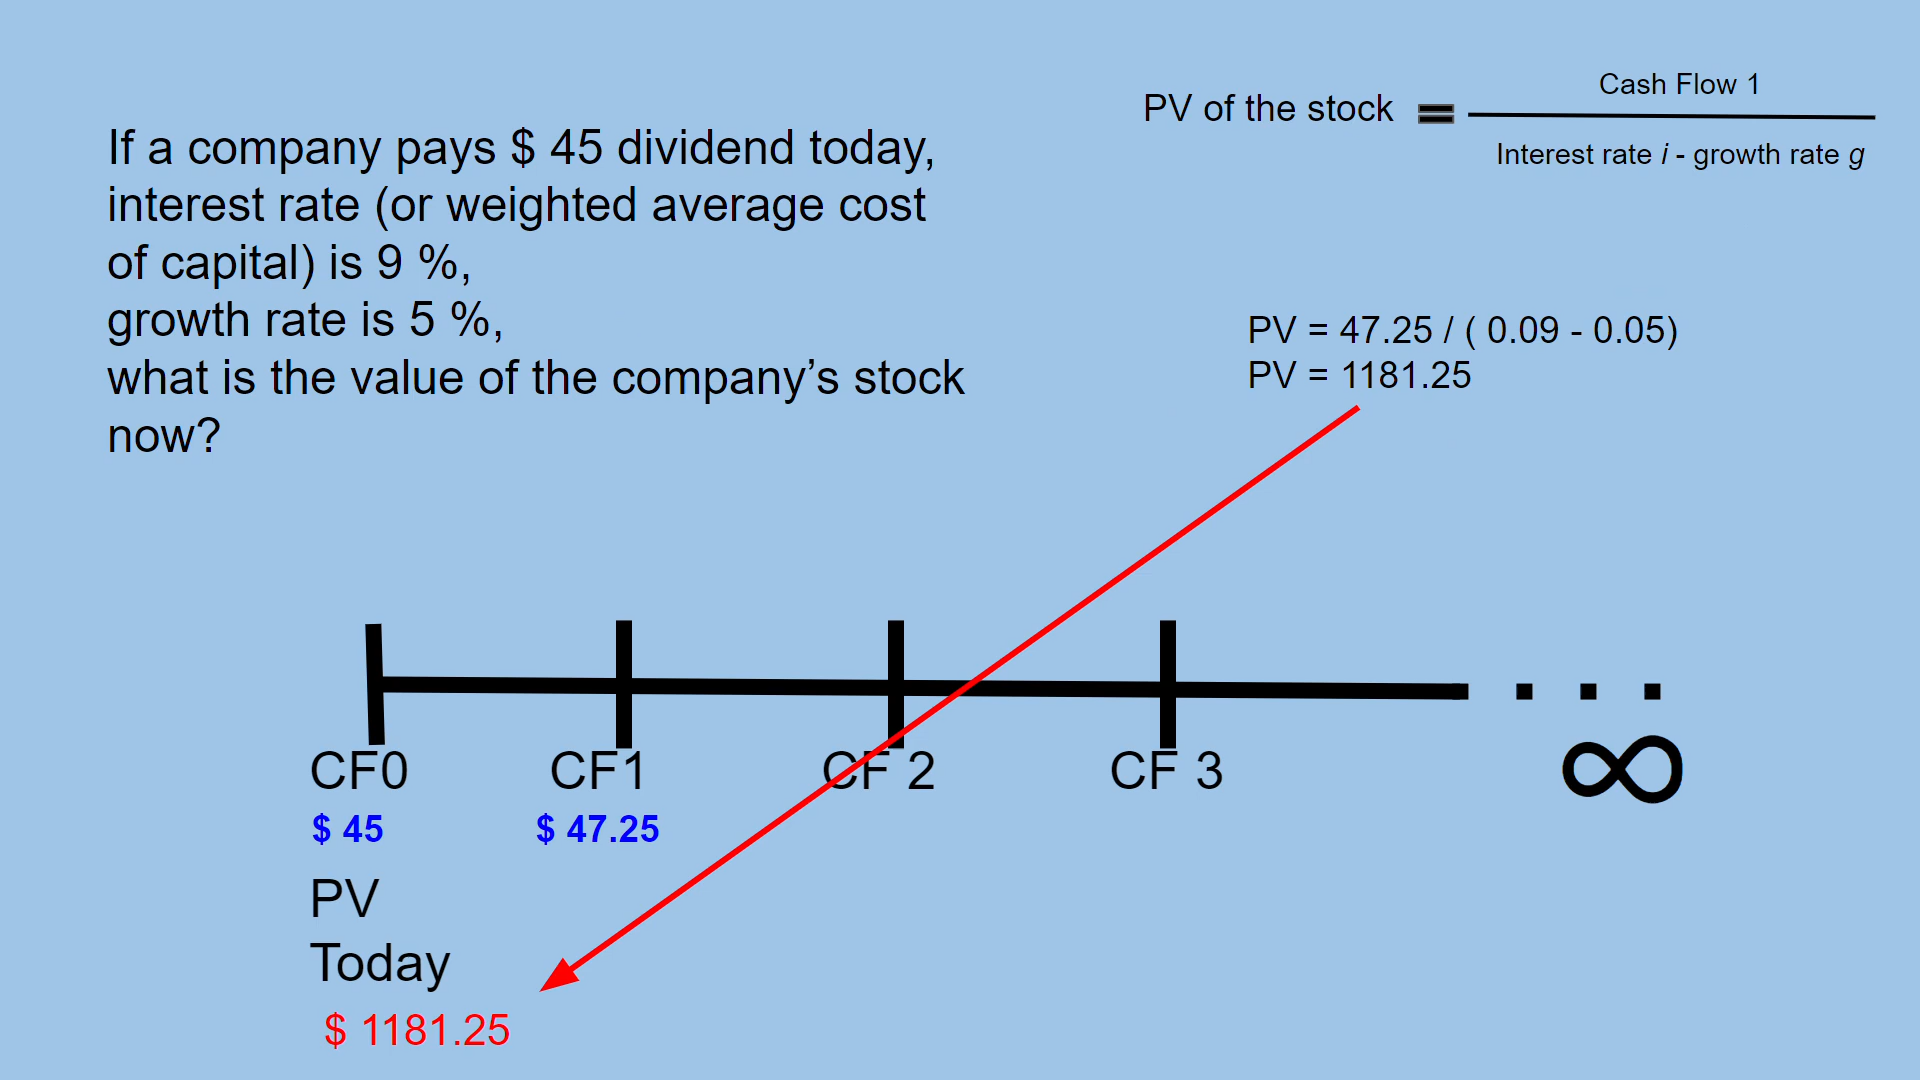 If a company pays $ 45 dividend today,
interest rate (or weighted average cost
of capital) is 9 %,
growth rate is 5 %,
what is the value of the company’s stock
now?
PV of the stock =
Cash Flow 1
Interest rate i - growth rate g
PV = 47.25 / ( 0.09 - 0.05)
PV = 1181.25
CF0
CF1
CF 2
CF 3
∞
$ 45
$ 47.25
PV
Today
$ 1181.25